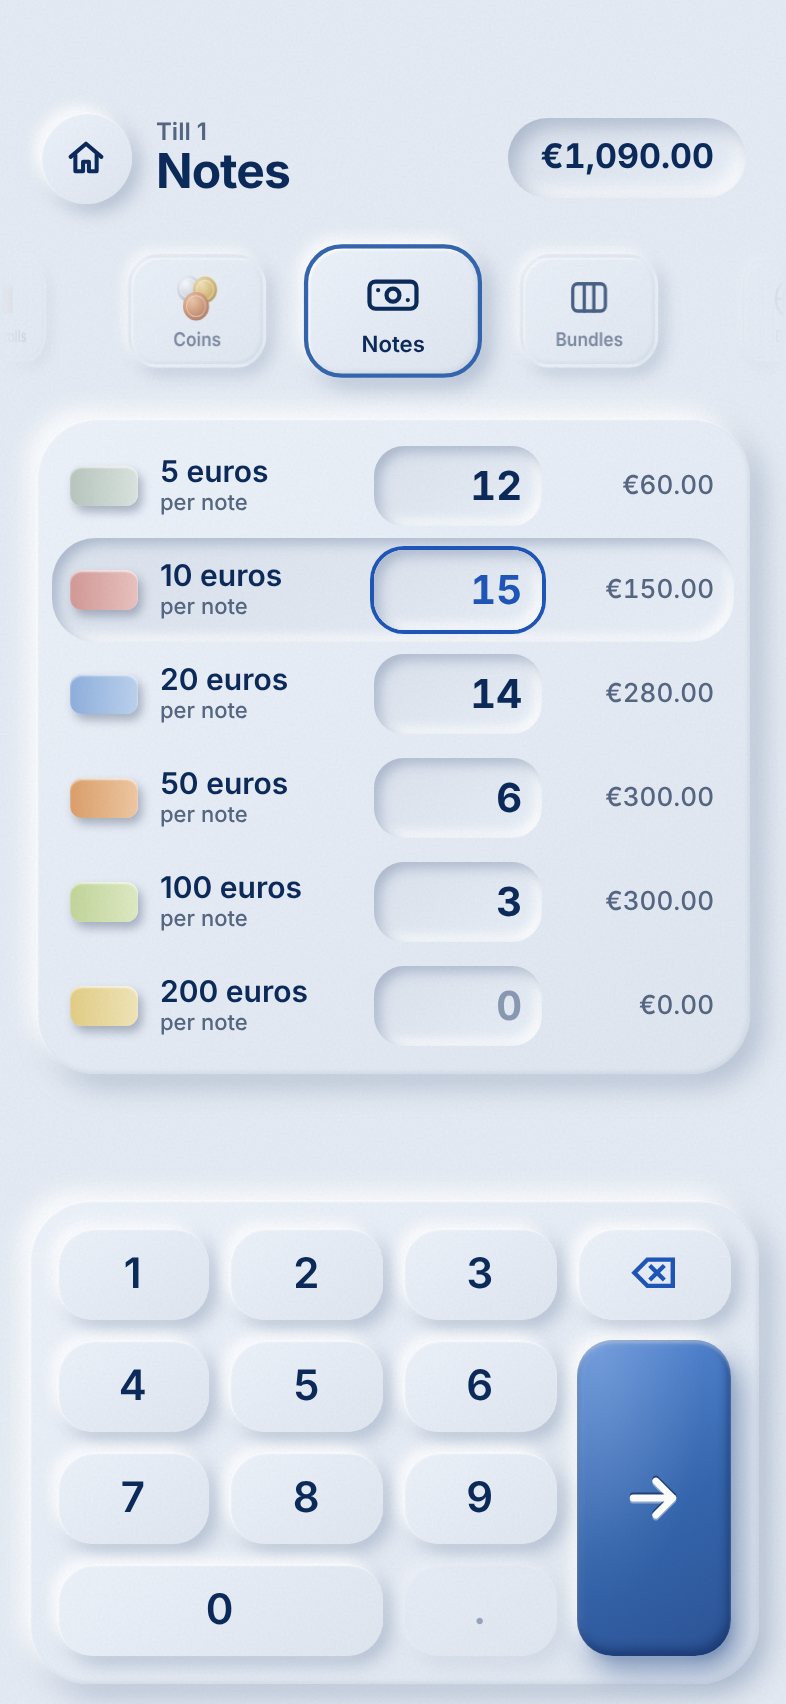 Till 1
Notes
€1,090.00
Coins
Notes
Bundles
5 euros
per note
12
€60.00
10 euros
per note
15
€150.00
20 euros
per note
14
€280.00
50 euros
per note
6
€300.00
100 euros
per note
3
€300.00
200 euros
per note
0
€0.00
1 2 3
4 5 6
7 8 9
0 .